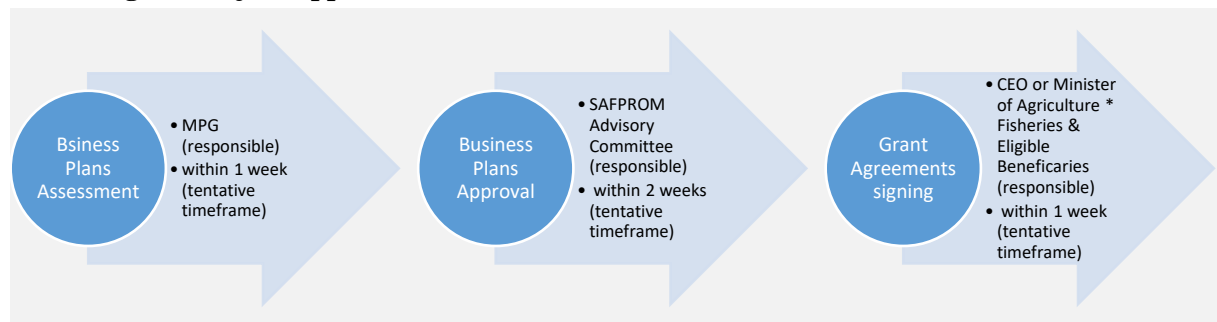 Bsiness
Plans
Assessment
• MPG
(responsible)
• within 1 week
(tentative
timeframe)
Business
Plans
Approval
• SAFPROM
Advisory
Committee
(responsible)
• within 2 weeks
(tentative
timeframe)
Grant
Agreements
signing
• CEO or Minister
of Agriculture *
Fisheries &
Eligible
Beneficaries
(responsible)
• within 1 week
(tentative
timeframe)